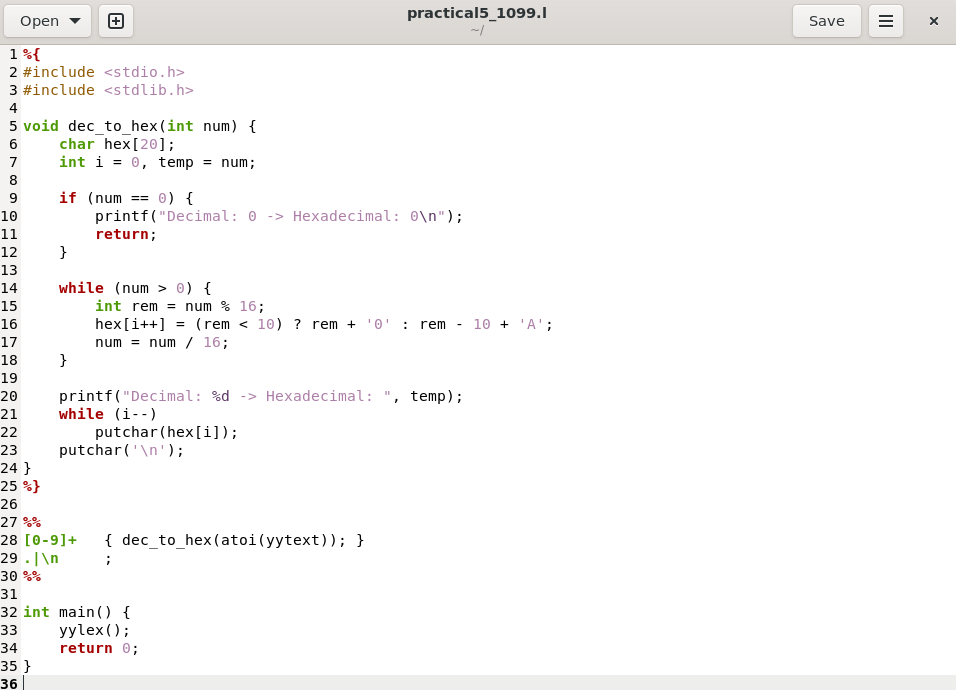 Open
practical5_1099.l
~/
Save
1 %{
2 #include <stdio.h>
3 #include <stdlib.h>
4
5 void dec_to_hex(int num) {
6     char hex[20];
7     int i = 0, temp = num;
8
9     if (num == 0) {
10         printf("Decimal: 0 -> Hexadecimal: 0\n");
11         return;
12     }
13
14     while (num > 0) {
15         int rem = num % 16;
16         hex[i++] = (rem < 10) ? rem + '0' : rem - 10 + 'A';
17         num = num / 16;
18     }
19
20     printf("Decimal: %d -> Hexadecimal: ", temp);
21     while (i--)
22         putchar(hex[i]);
23     putchar('\n');
24 }
25 %}
26
27 %%
28 [0-9]+   { dec_to_hex(atoi(yytext)); }
29 .|\n     ;
30 %%
31
32 int main() {
33     yylex();
34     return 0;
35 }
36